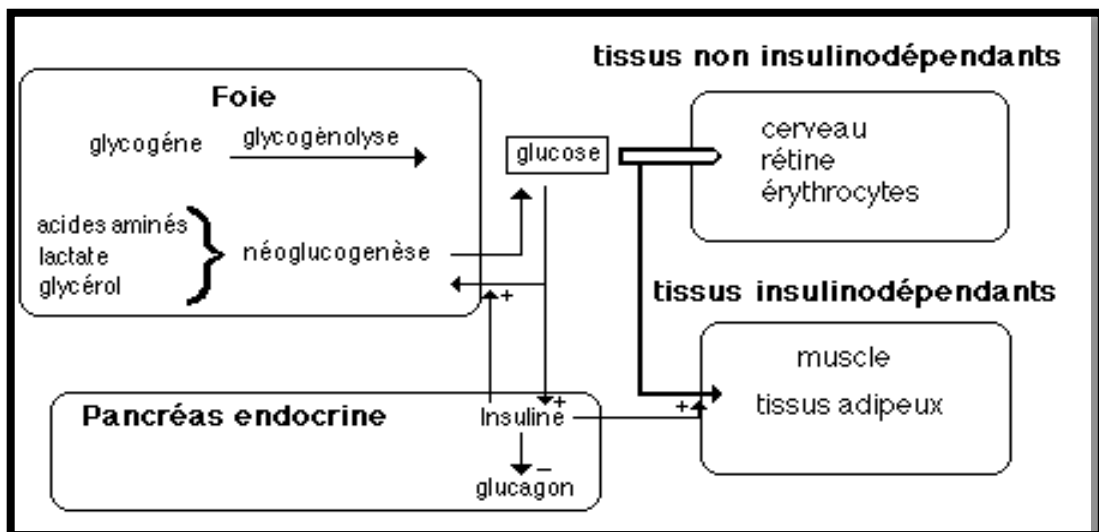 tissus non insulinodépendants
Foie
glycogéne
glycogènolyse
glucose
cerveau
rétine
érythrocytes
acides aminés
lactate
glycérol
néoglucogenèse
+
tissus insulinodépendants
muscle
tissus adipeux
Pancréas endocrine
Insuline
+
+
−
glucagon